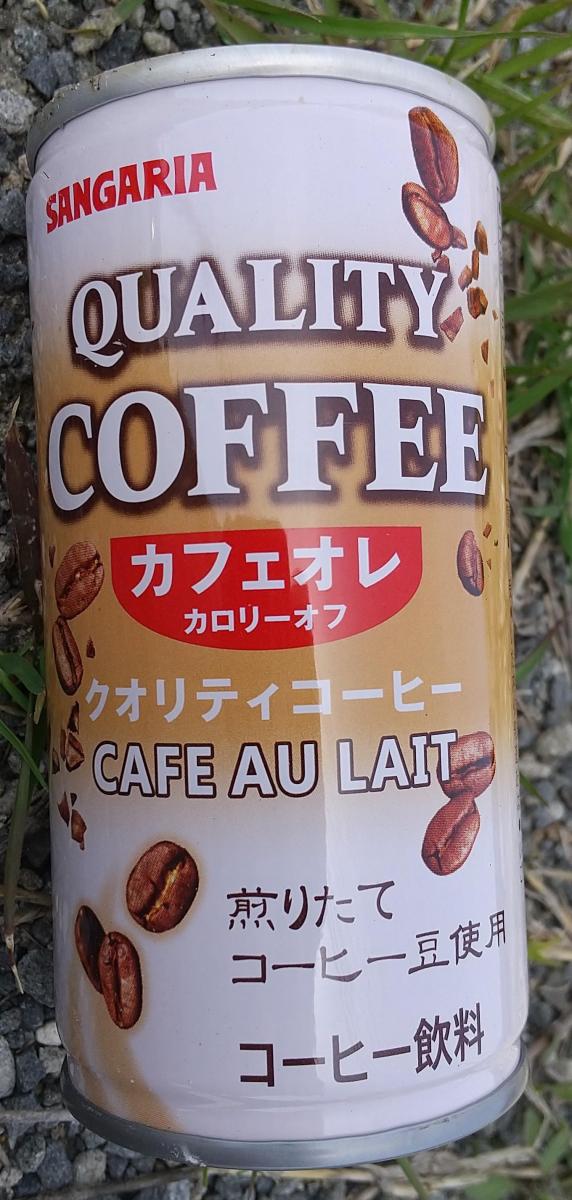 SANGARIA
QUALITY
COFFEE
カフェオレ
カロリーオフ
クオリティコーヒー
CAFE AU LAIT
煎りたて
コーヒー豆使用
コーヒー飲料